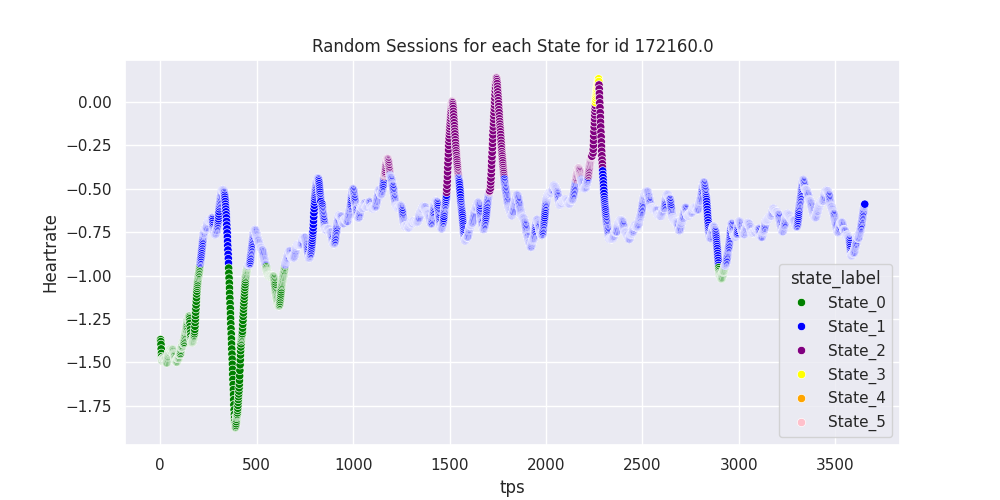 Random Sessions for each State for id 172160.0
Heartrate
0.00
−0.25
−0.50
−0.75
−1.00
−1.25
−1.50
−1.75
state_label
State_0
State_1
State_2
State_3
State_4
State_5
0 500 1000 1500 2000 2500 3000 3500
tps